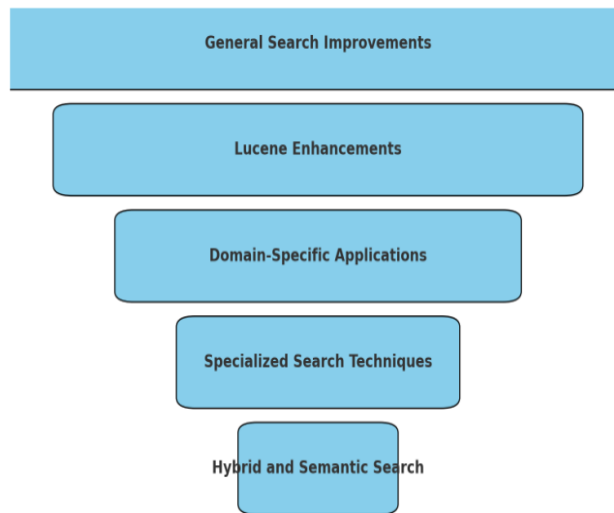 General Search Improvements
Lucene Enhancements
Domain-Specific Applications
Specialized Search Techniques
Hybrid and Semantic Search